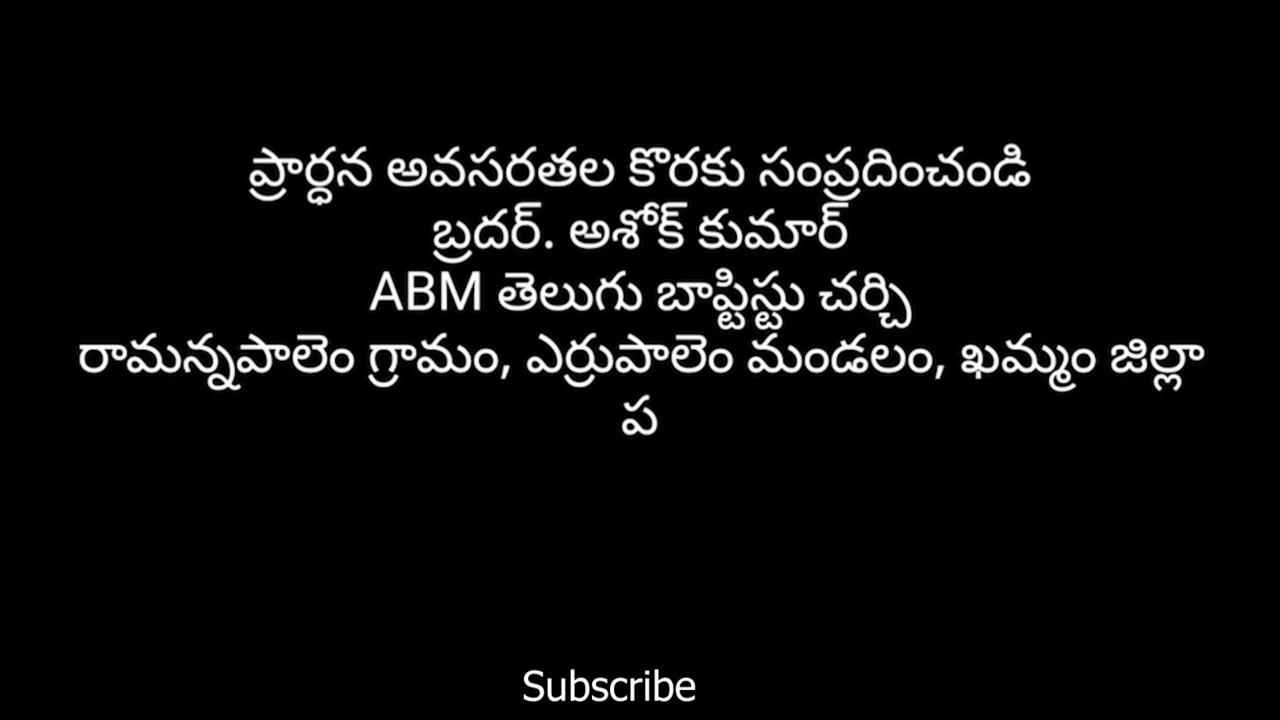 ప్రార్ధన అవసరతల కొరకు సంప్రదించండి
బ్రదర్. అశోక్ కుమార్
ABM తెలుగు బాప్టిస్టు చర్చి
రామన్నపాలెం గ్రామం, ఎర్రుపాలెం మండలం, ఖమ్మం జిల్లా
ప
Subscribe